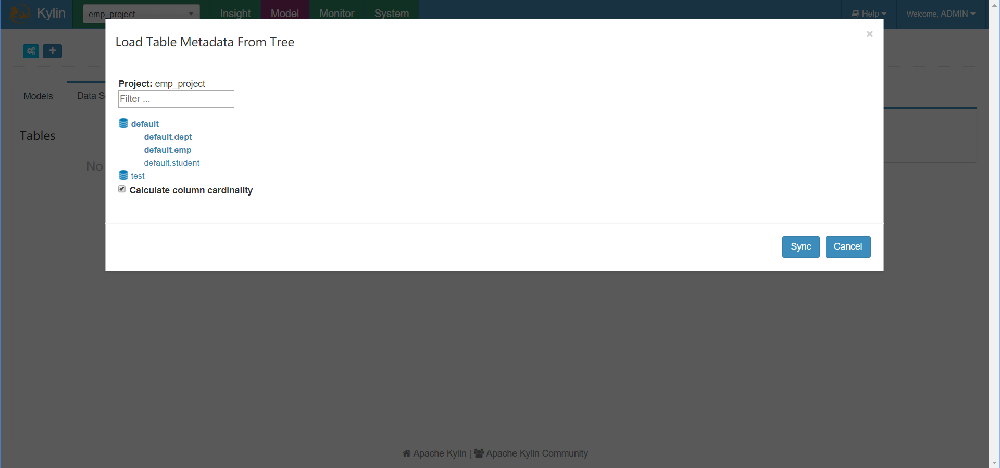 Kylin
emp_project
Insight
Model
Monitor
System
Help
Welcome, ADMIN
Load Table Metadata From Tree
×
Project: emp_project
Filter ...
Models
Data S
default
default.dept
default.emp
default.student
test
Calculate column cardinality
Tables
No
Sync
Cancel
Apache Kylin | Apache Kylin Community